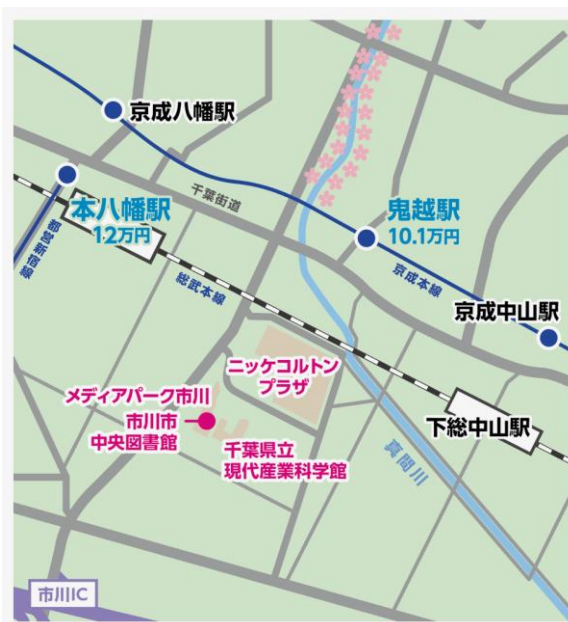 京成八幡駅
本八幡駅
12万円
千葉街道
鬼越駅
10.1万円
都営新宿線
総武本線
京成本線
京成中山駅
ニッケコルトン
プラザ
メディアパーク市川
市川市
中央図書館
千葉県立
現代産業科学館
下総中山駅
真間川
市川IC